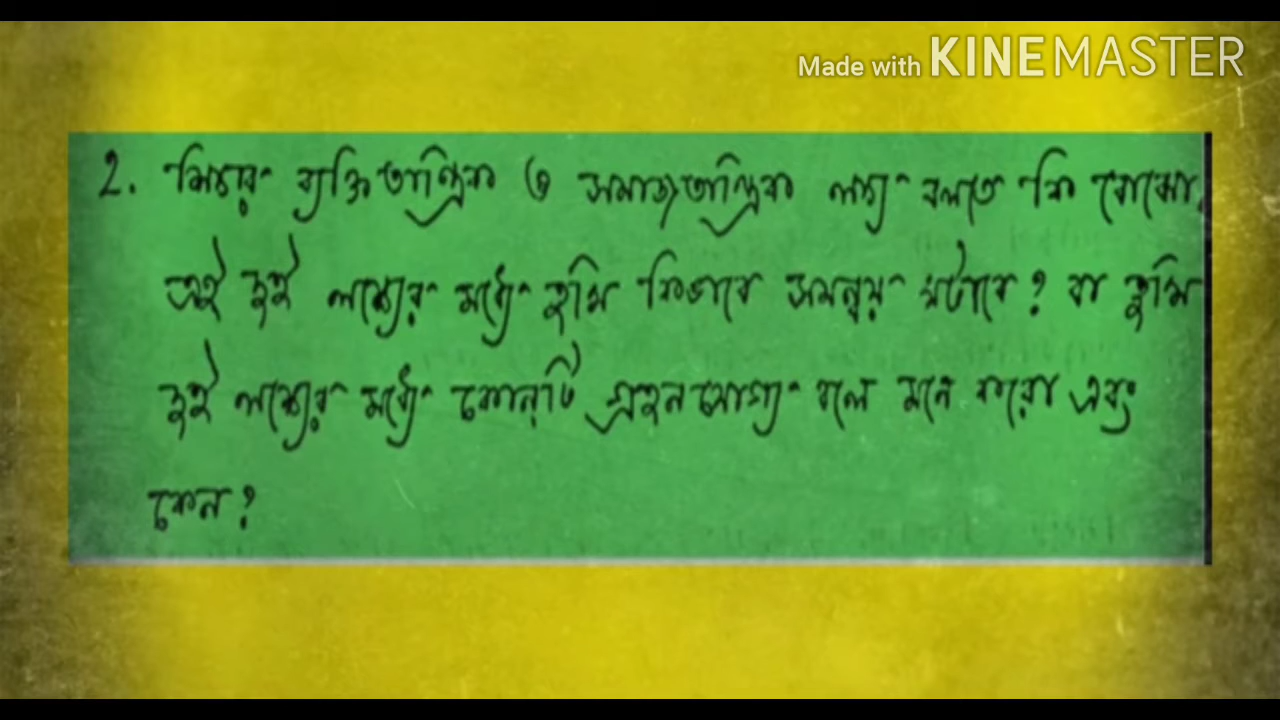 Made with KINEMASTER
2. শিক্ষার ব্যক্তিতান্ত্রিক ও সমাজতান্ত্রিক লক্ষ্য বলতে কি বোঝো,
এই দুই লক্ষ্যের মধ্যে তুমি কিভাবে সমন্বয় ঘটাবে? বা তুমি
দুই লক্ষ্যের মধ্যে কোনটি গ্রহনযোগ্য বলে মনে করো এবং
কেন?